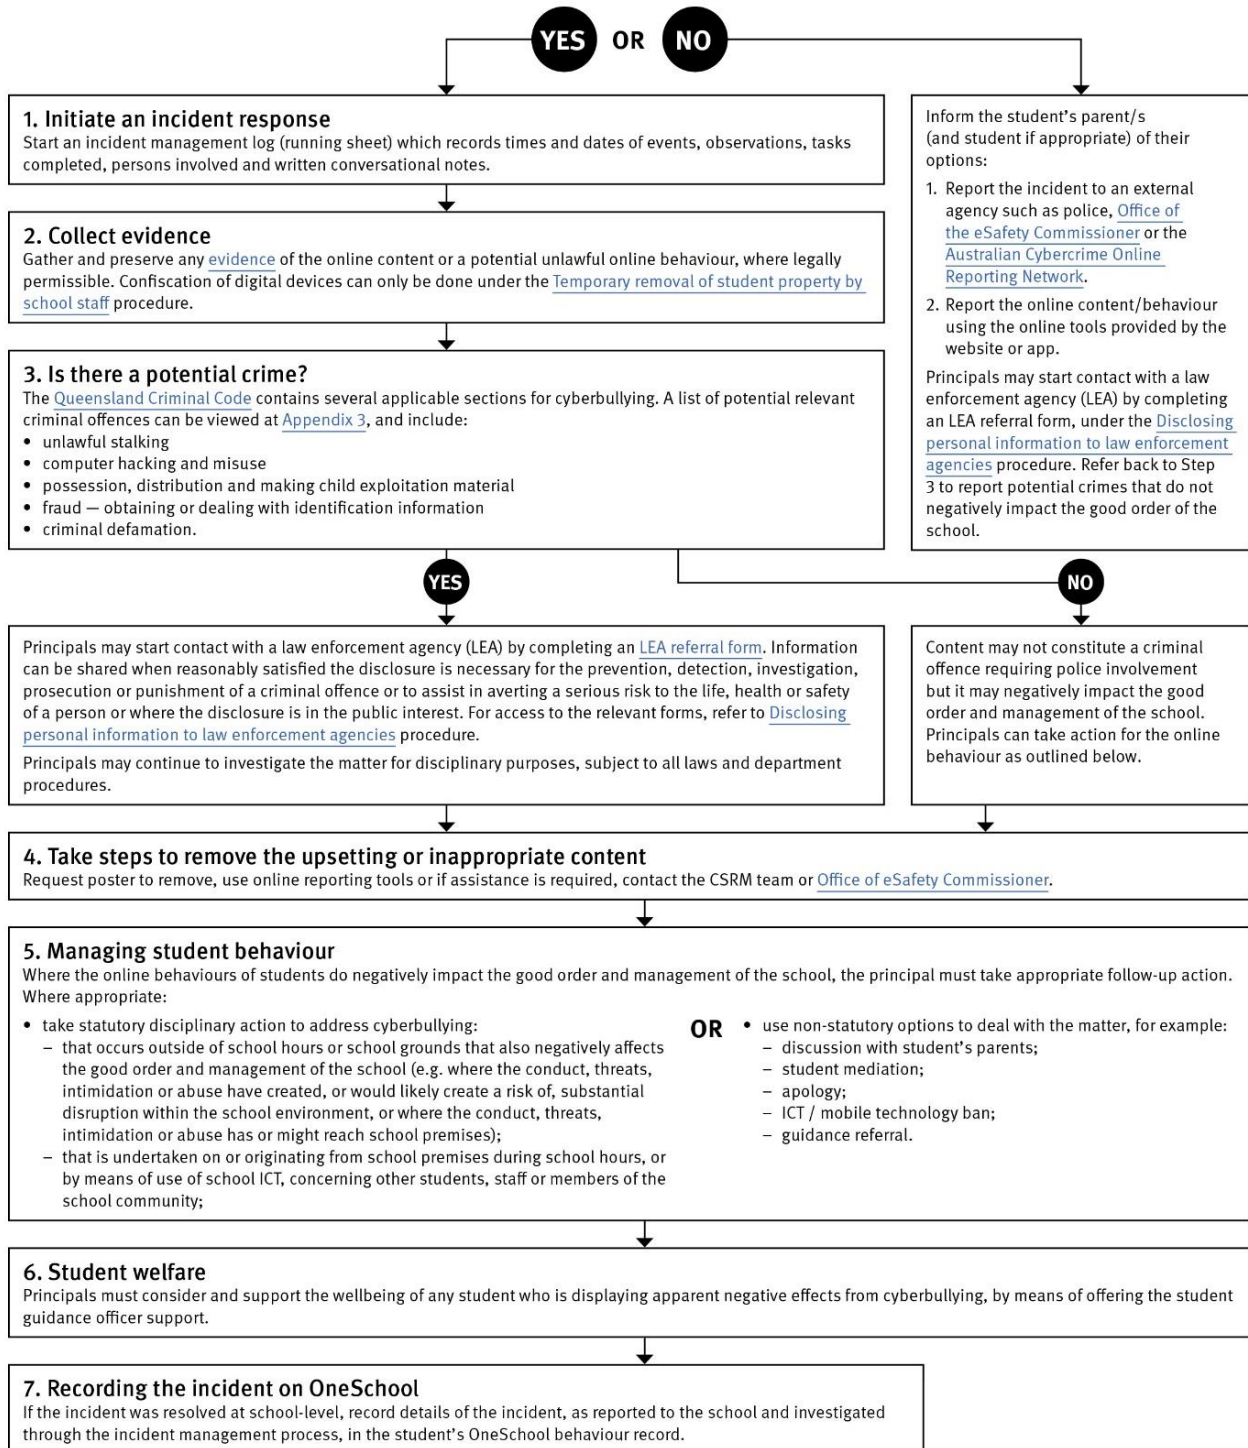 YES OR NO
1. Initiate an incident response
Start an incident management log (running sheet) which records times and dates of events, observations, tasks
completed, persons involved and written conversational notes.
2. Collect evidence
Gather and preserve any evidence of the online content or a potential unlawful online behaviour, where legally
permissible. Confiscation of digital devices can only be done under the Temporary removal of student property by
school staff procedure.
3. Is there a potential crime?
The Queensland Criminal Code contains several applicable sections for cyberbullying. A list of potential relevant
criminal offences can be viewed at Appendix 3, and include:
• unlawful stalking
• computer hacking and misuse
• possession, distribution and making child exploitation material
• fraud — obtaining or dealing with identification information
• criminal defamation.
Inform the student's parent/s
(and student if appropriate) of their
options:
1. Report the incident to an external
agency such as police, Office of
the eSafety Commissioner or the
Australian Cybercrime Online
Reporting Network.
2. Report the online content/behaviour
using the online tools provided by the
website or app.
Principals may start contact with a law
enforcement agency (LEA) by completing
an LEA referral form, under the Disclosing
personal information to law enforcement
agencies procedure. Refer back to Step
3 to report potential crimes that do not
negatively impact the good order of the
school.
YES
NO
Principals may start contact with a law enforcement agency (LEA) by completing an LEA referral form. Information
can be shared when reasonably satisfied the disclosure is necessary for the prevention, detection, investigation,
prosecution or punishment of a criminal offence or to assist in averting a serious risk to the life, health or safety
of a person or where the disclosure is in the public interest. For access to the relevant forms, refer to Disclosing
personal information to law enforcement agencies procedure.
Principals may continue to investigate the matter for disciplinary purposes, subject to all laws and department
procedures.
Content may not constitute a criminal
offence requiring police involvement
but it may negatively impact the good
order and management of the school.
Principals can take action for the online
behaviour as outlined below.
4. Take steps to remove the upsetting or inappropriate content
Request poster to remove, use online reporting tools or if assistance is required, contact the CSRM team or Office of eSafety Commissioner.
5. Managing student behaviour
Where the online behaviours of students do negatively impact the good order and management of the school, the principal must take appropriate follow-up action.
Where appropriate:
• take statutory disciplinary action to address cyberbullying:
– that occurs outside of school hours or school grounds that also negatively affects
the good order and management of the school (e.g. where the conduct, threats,
intimidation or abuse have created, or would likely create a risk of, substantial
disruption within the school environment, or where the conduct, threats,
intimidation or abuse has or might reach school premises);
– that is undertaken on or originating from school premises during school hours, or
by means of use of school ICT, concerning other students, staff or members of the
school community;
OR
• use non-statutory options to deal with the matter, for example:
– discussion with student's parents;
– student mediation;
– apology;
– ICT / mobile technology ban;
– guidance referral.
6. Student welfare
Principals must consider and support the wellbeing of any student who is displaying apparent negative effects from cyberbullying, by means of offering the student
guidance officer support.
7. Recording the incident on OneSchool
If the incident was resolved at school-level, record details of the incident, as reported to the school and investigated
through the incident management process, in the student's OneSchool behaviour record.